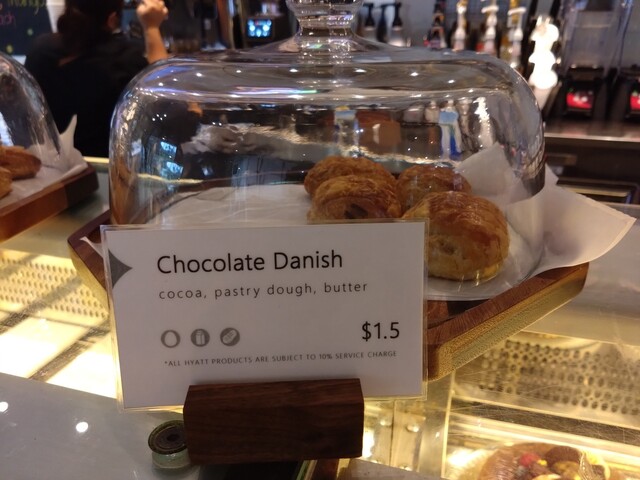 Chocolate Danish
cocoa, pastry dough, butter
$1.5
*ALL HYATT PRODUCTS ARE SUBJECT TO 10% SERVICE CHARGE